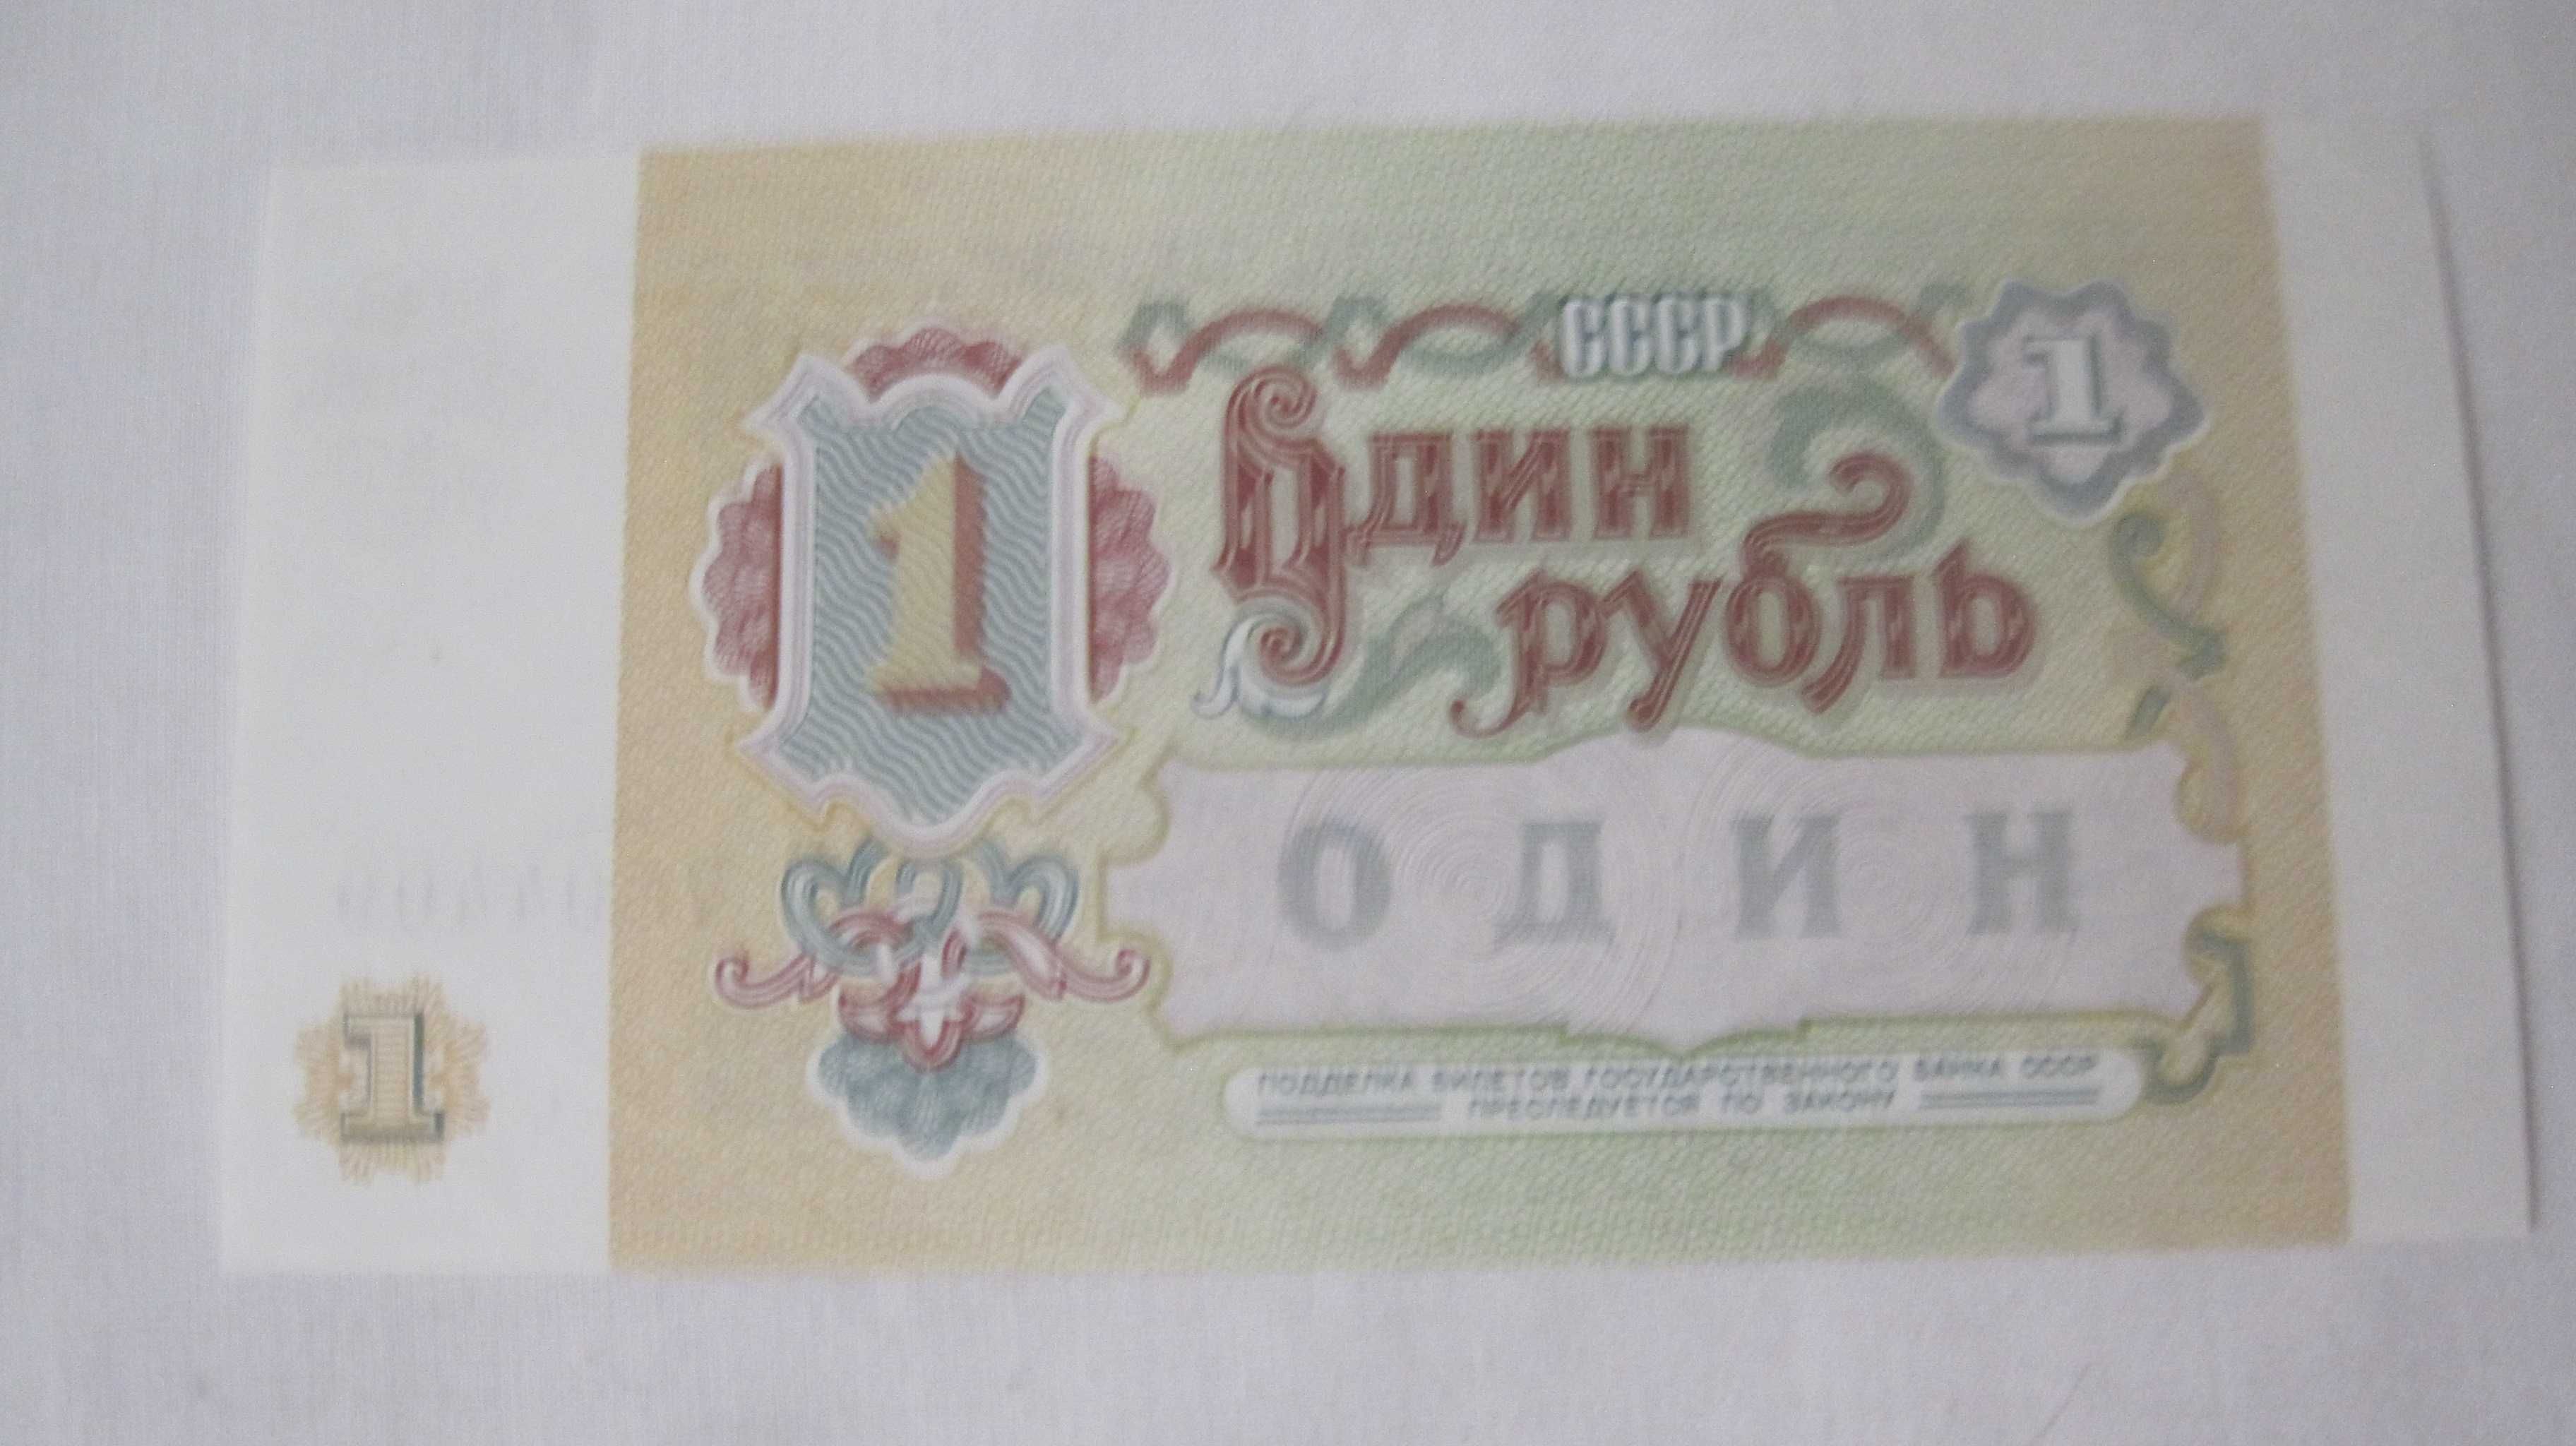 СССР
1
1
Один
рубль
ОДИН
1
ПОДДЕЛКА БИЛЕТОВ ГОСУДАРСТВЕННОГО БАНКА СССР
ПРЕСЛЕДУЕТСЯ ПО ЗАКОНУ